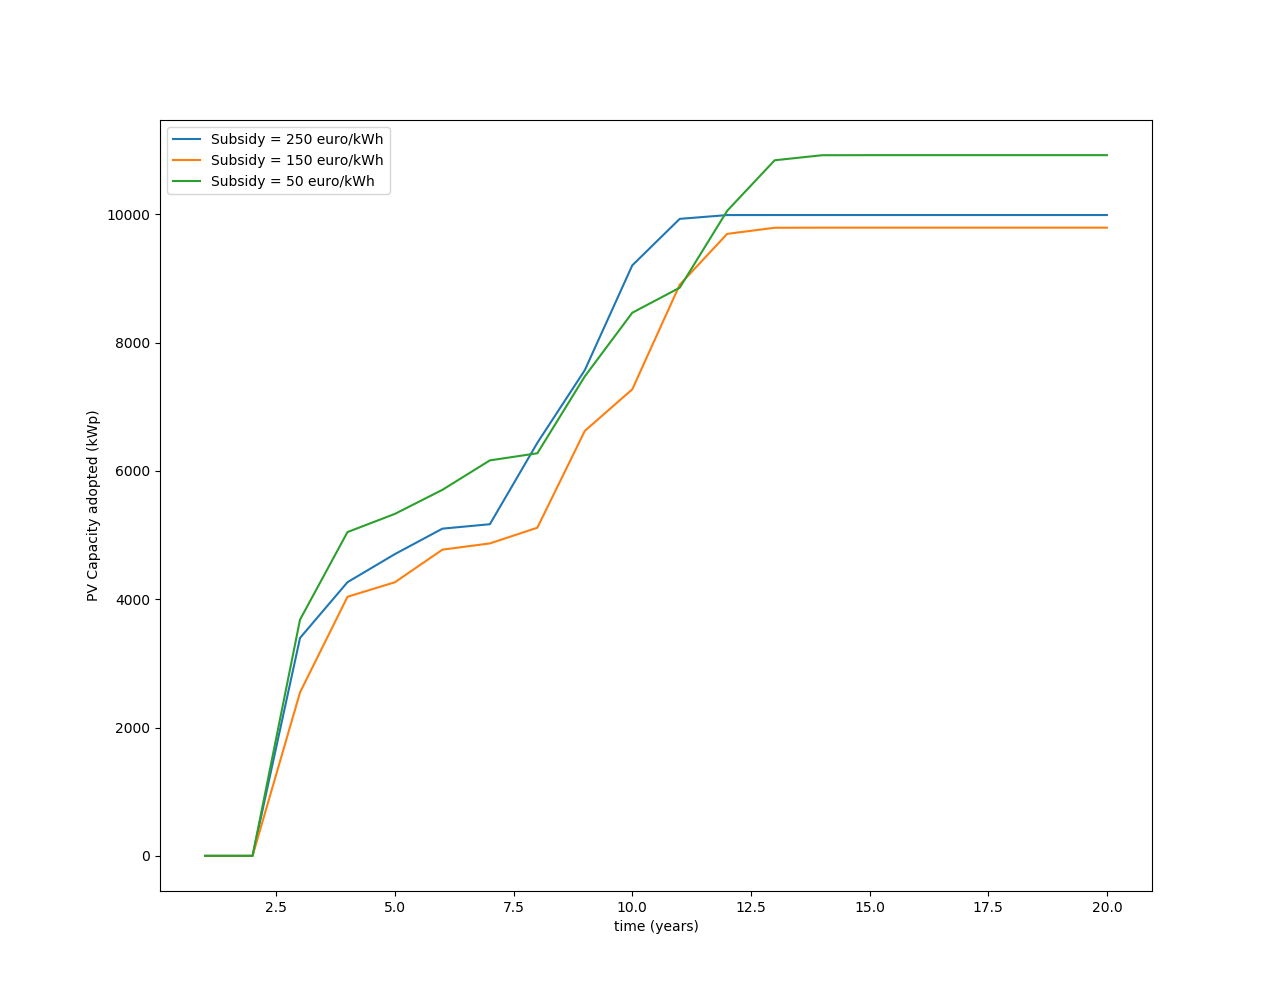 Subsidy = 250 euro/kWh
Subsidy = 150 euro/kWh
Subsidy = 50 euro/kWh
10000
8000
6000
4000
2000
0
PV Capacity adopted (kWp)
2.5 5.0 7.5 10.0 12.5 15.0 17.5 20.0
time (years)